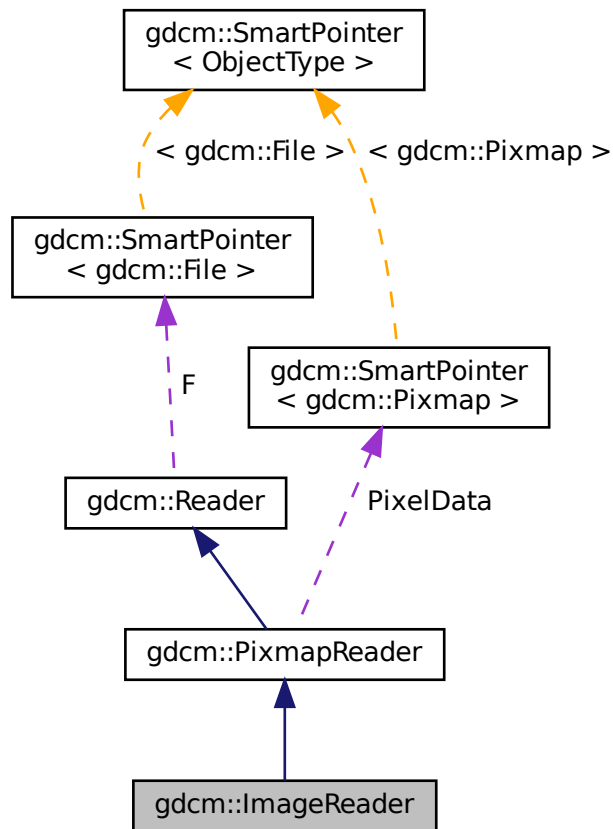 gdcm::SmartPointer
< ObjectType >
< gdcm::File >
< gdcm::Pixmap >
gdcm::SmartPointer
< gdcm::File >
gdcm::SmartPointer
< gdcm::Pixmap >
F
gdcm::Reader
PixelData
gdcm::PixmapReader
gdcm::ImageReader